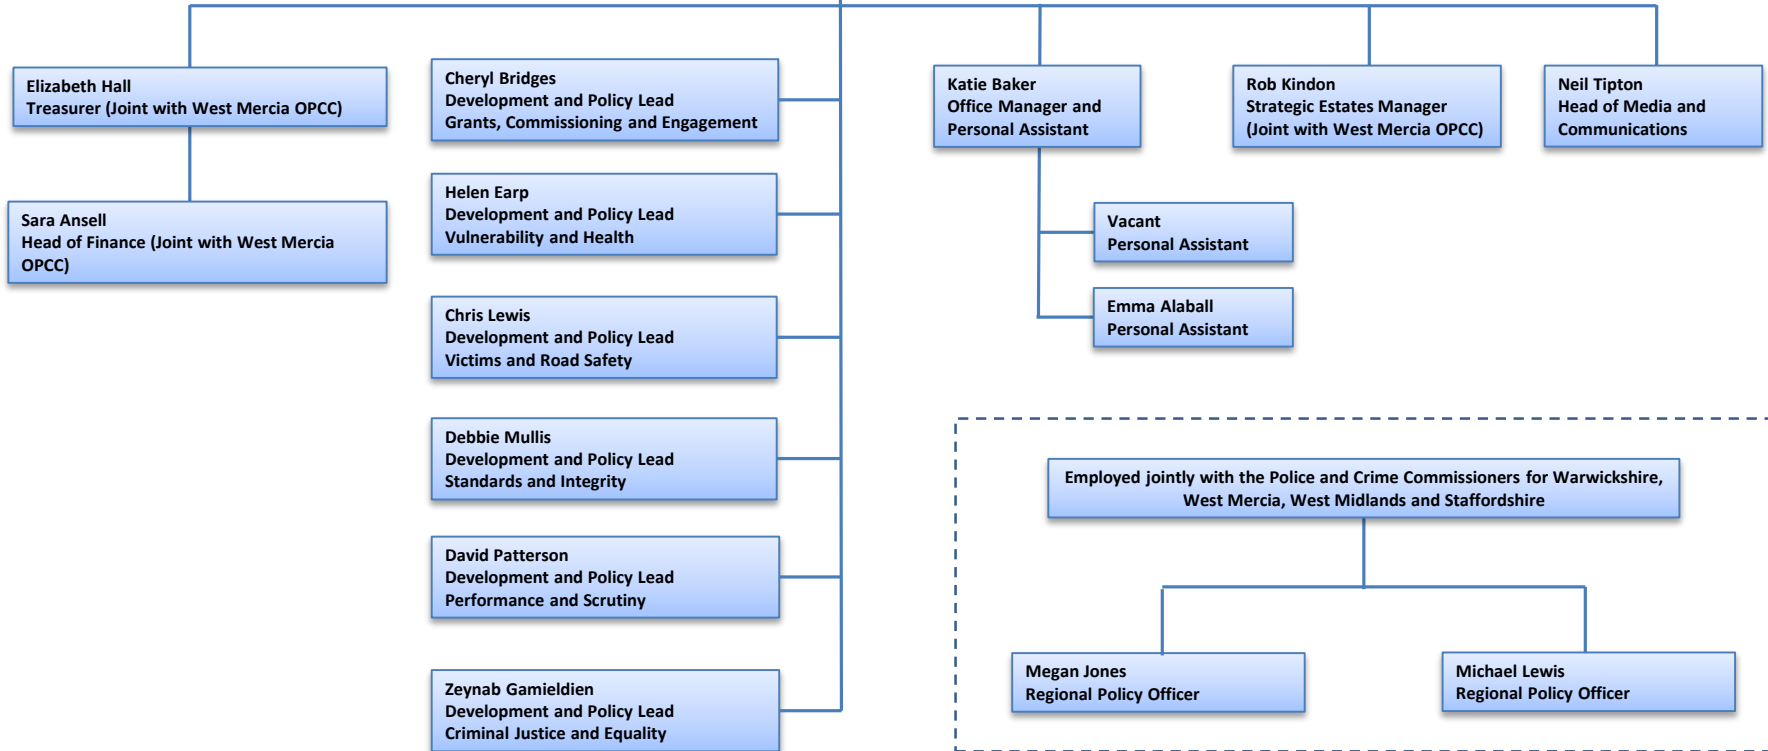 Elizabeth Hall
Treasurer (Joint with West Mercia OPCC)
Sara Ansell
Head of Finance (Joint with West Mercia
OPCC)
Cheryl Bridges
Development and Policy Lead
Grants, Commissioning and Engagement
Helen Earp
Development and Policy Lead
Vulnerability and Health
Chris Lewis
Development and Policy Lead
Victims and Road Safety
Debbie Mullis
Development and Policy Lead
Standards and Integrity
David Patterson
Development and Policy Lead
Performance and Scrutiny
Zeynab Gamieldien
Development and Policy Lead
Criminal Justice and Equality
Katie Baker
Office Manager and
Personal Assistant
Vacant
Personal Assistant
Emma Alaball
Personal Assistant
Rob Kindon
Strategic Estates Manager
(Joint with West Mercia OPCC)
Neil Tipton
Head of Media and
Communications
Employed jointly with the Police and Crime Commissioners for Warwickshire,
West Mercia, West Midlands and Staffordshire
Megan Jones
Regional Policy Officer
Michael Lewis
Regional Policy Officer